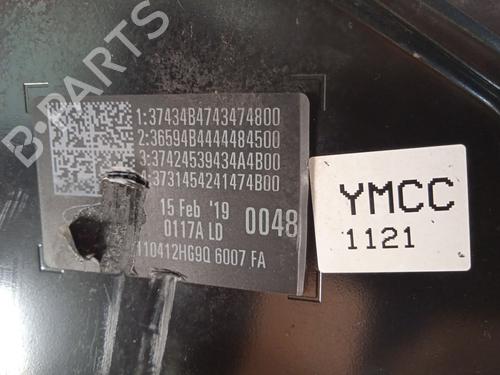 1:37434B4743474800
2:36594B4444484500
3:37424539434A4B00
4:3731454241474B00
15 Feb '19 0048
0117A LD
110412HG9Q 6007 FA
YMCC
1121
B-PARTS